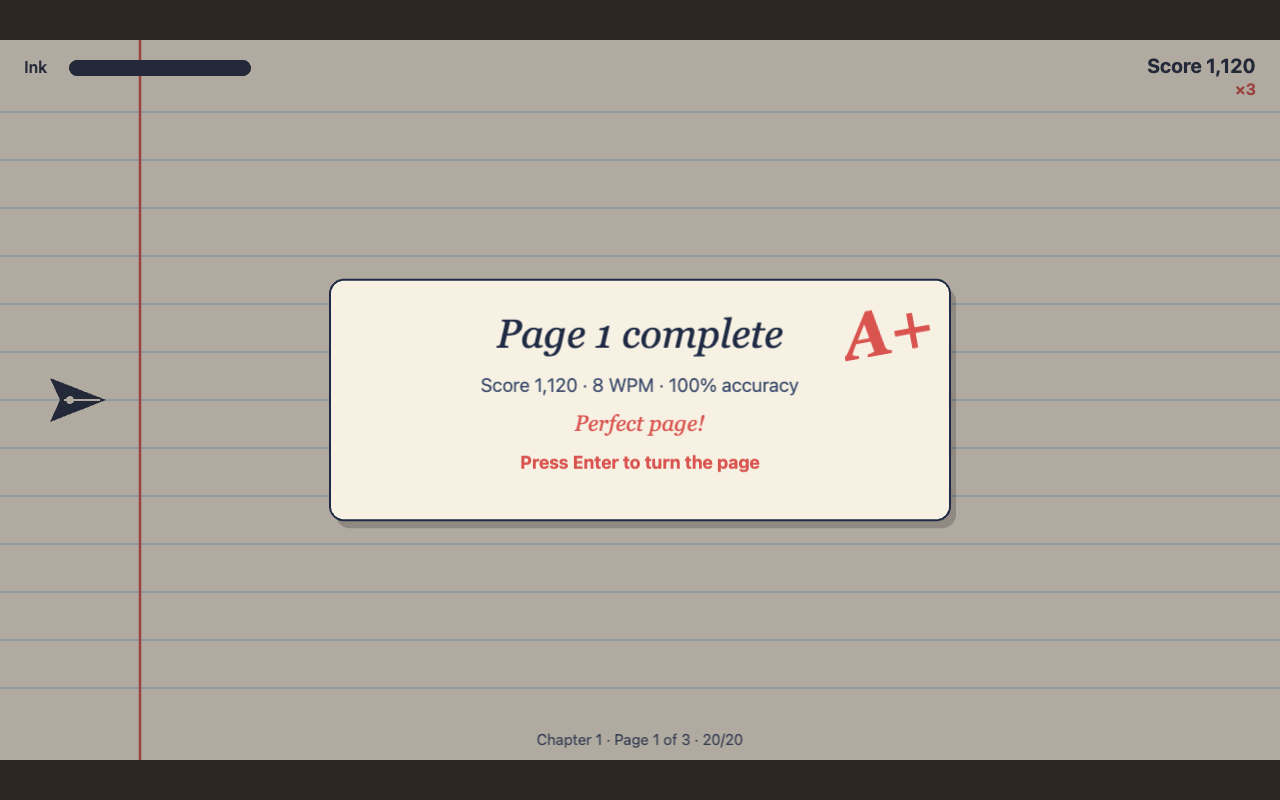 Ink
Score 1,120
×3
Page 1 complete
A+
Score 1,120 · 8 WPM · 100% accuracy
Perfect page!
Press Enter to turn the page
Chapter 1 · Page 1 of 3 · 20/20